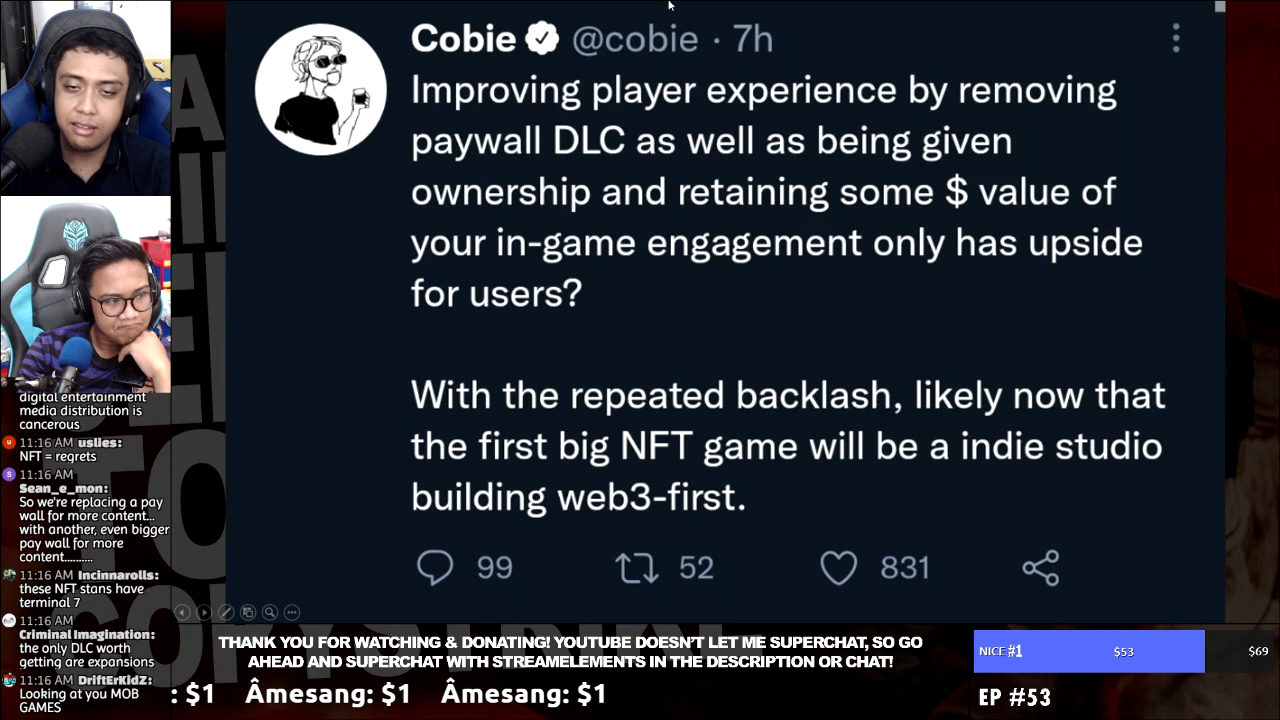 Cobie @cobie · 7h
Improving player experience by removing
paywall DLC as well as being given
ownership and retaining some $ value of
your in-game engagement only has upside
for users?
With the repeated backlash, likely now that
the first big NFT game will be a indie studio
building web3-first.
99 52 831
digital entertainment
media distribution is
cancerous
11:16 AM uslies:
NFT = regrets
11:16 AM
Sean_e_mon:
So we're replacing a pay
wall for more content...
with another, even bigger
pay wall for more
content..........
11:16 AM Incinnarolls:
these NFT stans have
terminal 7
11:16 AM
Criminal Imagination:
the only DLC worth
getting are expansions
11:16 AM DriftErKidZ:
Looking at you MOB
GAMES
THANK YOU FOR WATCHING & DONATING! YOUTUBE DOESN'T LET ME SUPERCHAT, SO GO
AHEAD AND SUPERCHAT WITH STREAMELEMENTS IN THE DESCRIPTION OR CHAT!
: $1 Âmesang: $1 Âmesang: $1
NICE #1 $53 $69
EP #53